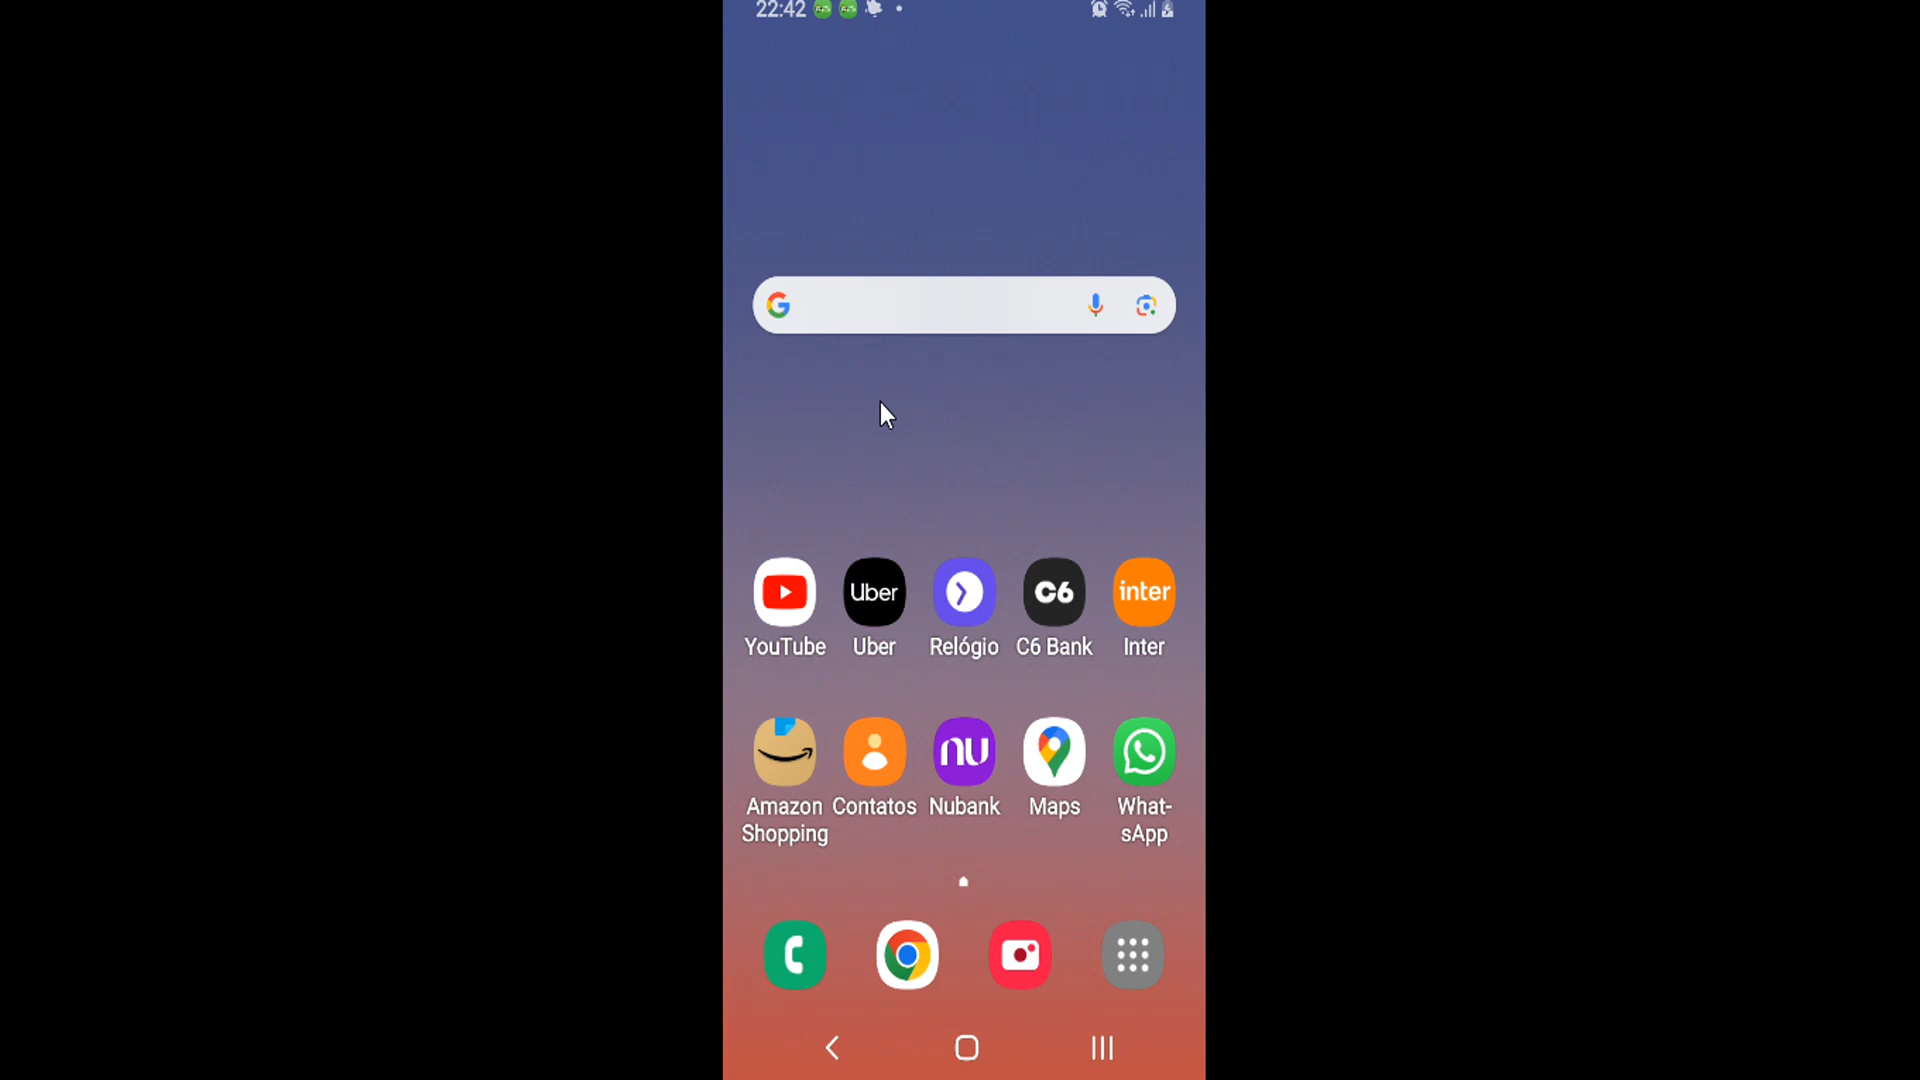 22:42
Uber
C6
inter
YouTube
Uber
Relógio
C6 Bank
Inter
nu
Amazon
Shopping
Contatos
Nubank
Maps
What-
sApp